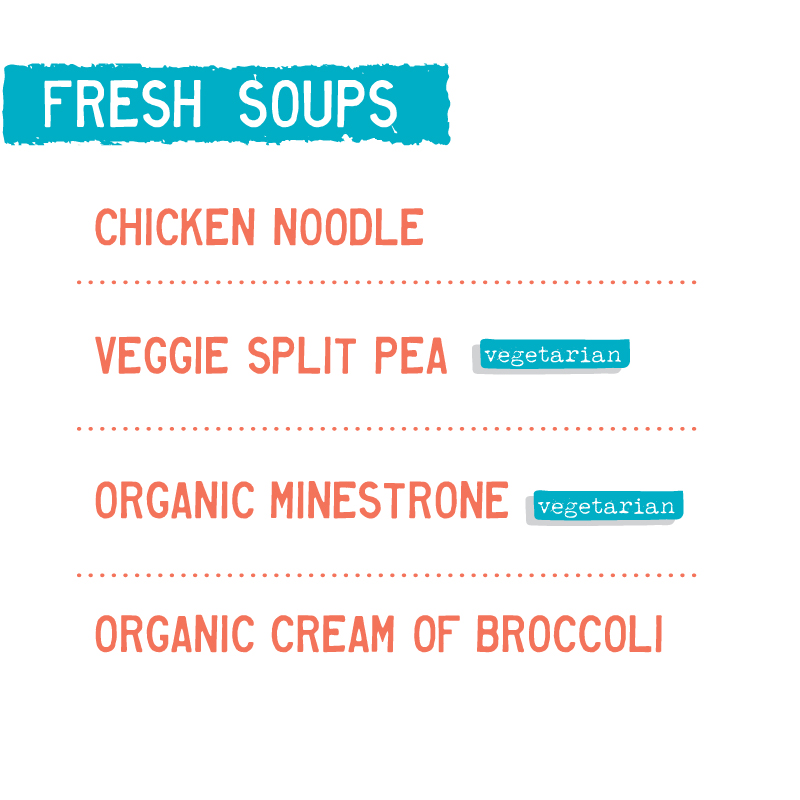 FRESH SOUPS
CHICKEN NOODLE
VEGGIE SPLIT PEA vegetarian
ORGANIC MINESTRONE vegetarian
ORGANIC CREAM OF BROCCOLI